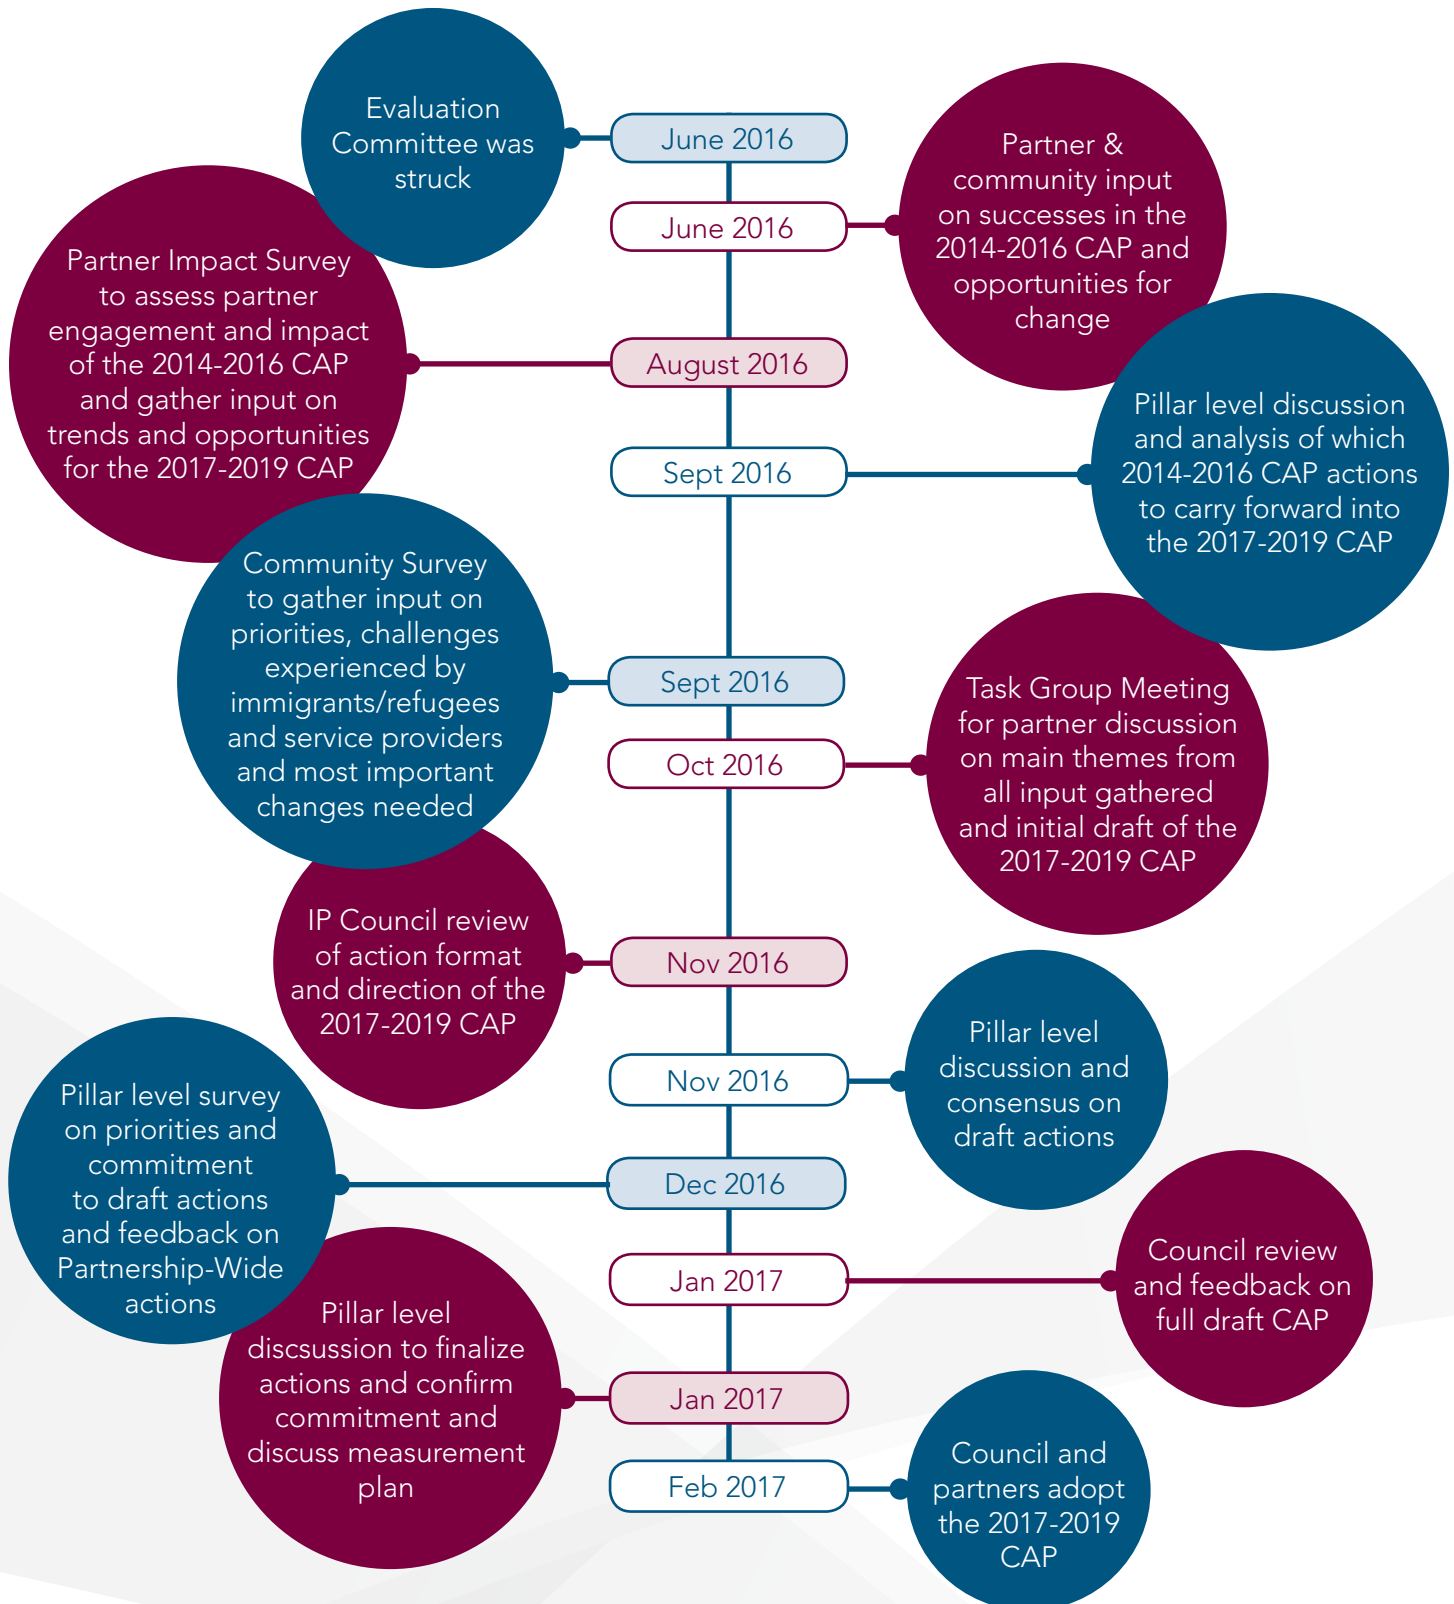 Evaluation
Committee was
struck
June 2016
June 2016
Partner &
community input
on successes in the
2014-2016 CAP and
opportunities for
change
Partner Impact Survey
to assess partner
engagement and impact
of the 2014-2016 CAP
and gather input on
trends and opportunities
for the 2017-2019 CAP
August 2016
Sept 2016
Pillar level discussion
and analysis of which
2014-2016 CAP actions
to carry forward into
the 2017-2019 CAP
Community Survey
to gather input on
priorities, challenges
experienced by
immigrants/refugees
and service providers
and most important
changes needed
Sept 2016
Oct 2016
Task Group Meeting
for partner discussion
on main themes from
all input gathered
and initial draft of the
2017-2019 CAP
IP Council review
of action format
and direction of the
2017-2019 CAP
Nov 2016
Nov 2016
Pillar level
discussion and
consensus on
draft actions
Pillar level survey
on priorities and
commitment
to draft actions
and feedback on
Partnership-Wide
actions
Dec 2016
Jan 2017
Council review
and feedback on
full draft CAP
Pillar level
discsussion to finalize
actions and confirm
commitment and
discuss measurement
plan
Jan 2017
Feb 2017
Council and
partners adopt
the 2017-2019
CAP